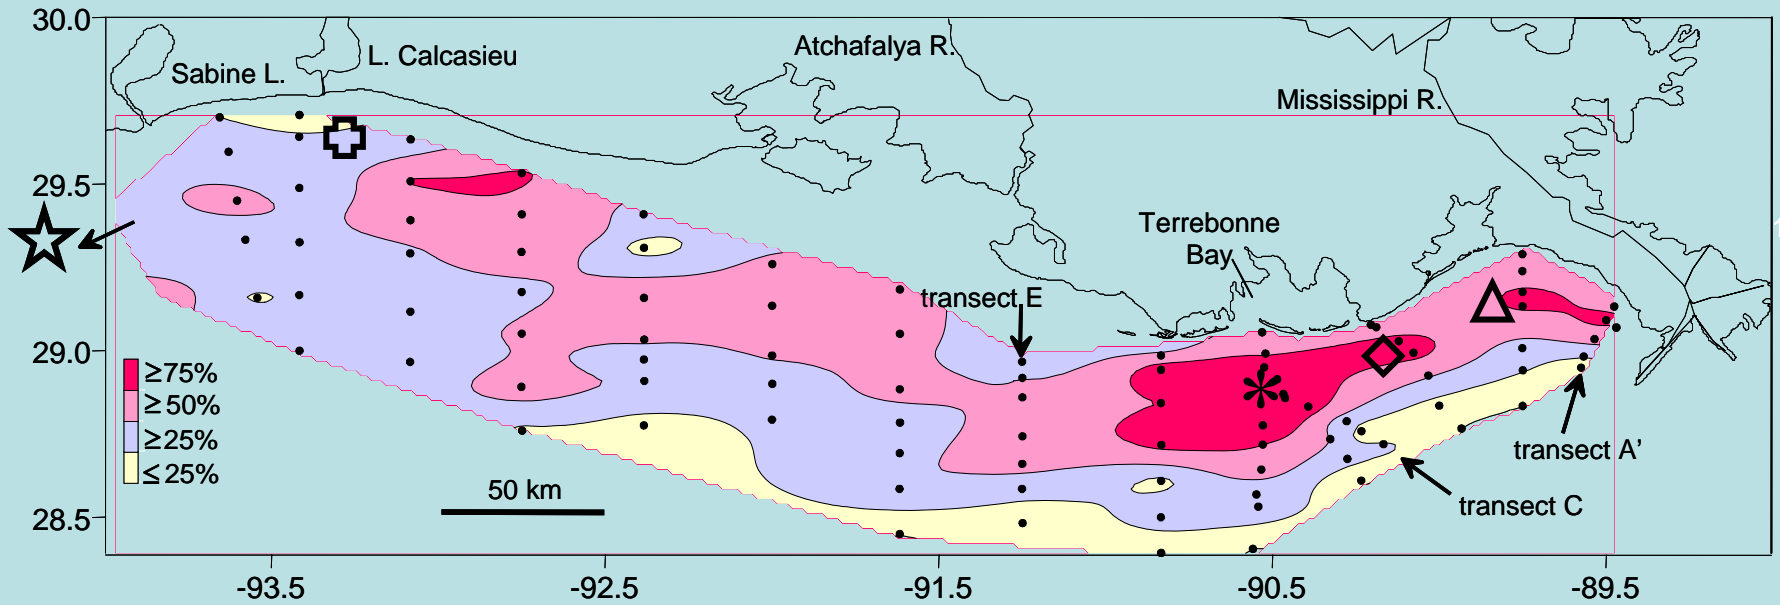 30.0
Sabine L.
L. Calcasieu
Atchafalya R.
Mississippi R.
29.5
Terrebonne
Bay
transect E
29.0
≥75%
≥50%
≥25%
≤25%
50 km
transect A'
transect C
28.5
-93.5
-92.5
-91.5
-90.5
-89.5